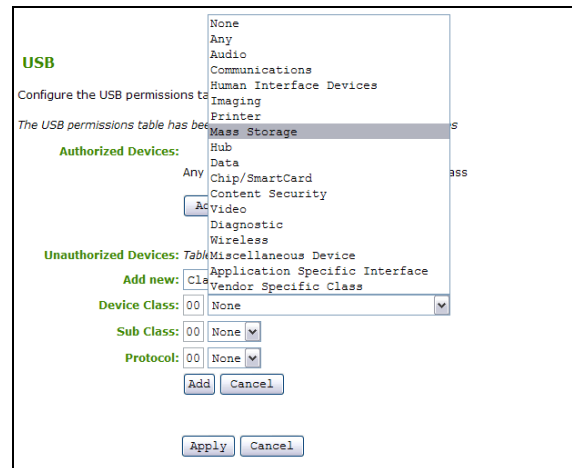 USB
Configure the USB permissions ta
The USB permissions table has bee
s
Authorized Devices:
Any
ass
Ad
Unauthorized Devices: Table
Add new: Cla
Device Class: 00 None
Sub Class: 00 None
Protocol: 00 None
Add Cancel
Apply Cancel
None
Any
Audio
Communications
Human Interface Devices
Imaging
Printer
Mass Storage
Hub
Data
Chip/SmartCard
Content Security
Video
Diagnostic
Wireless
Miscellaneous Device
Application Specific Interface
Vendor Specific Class